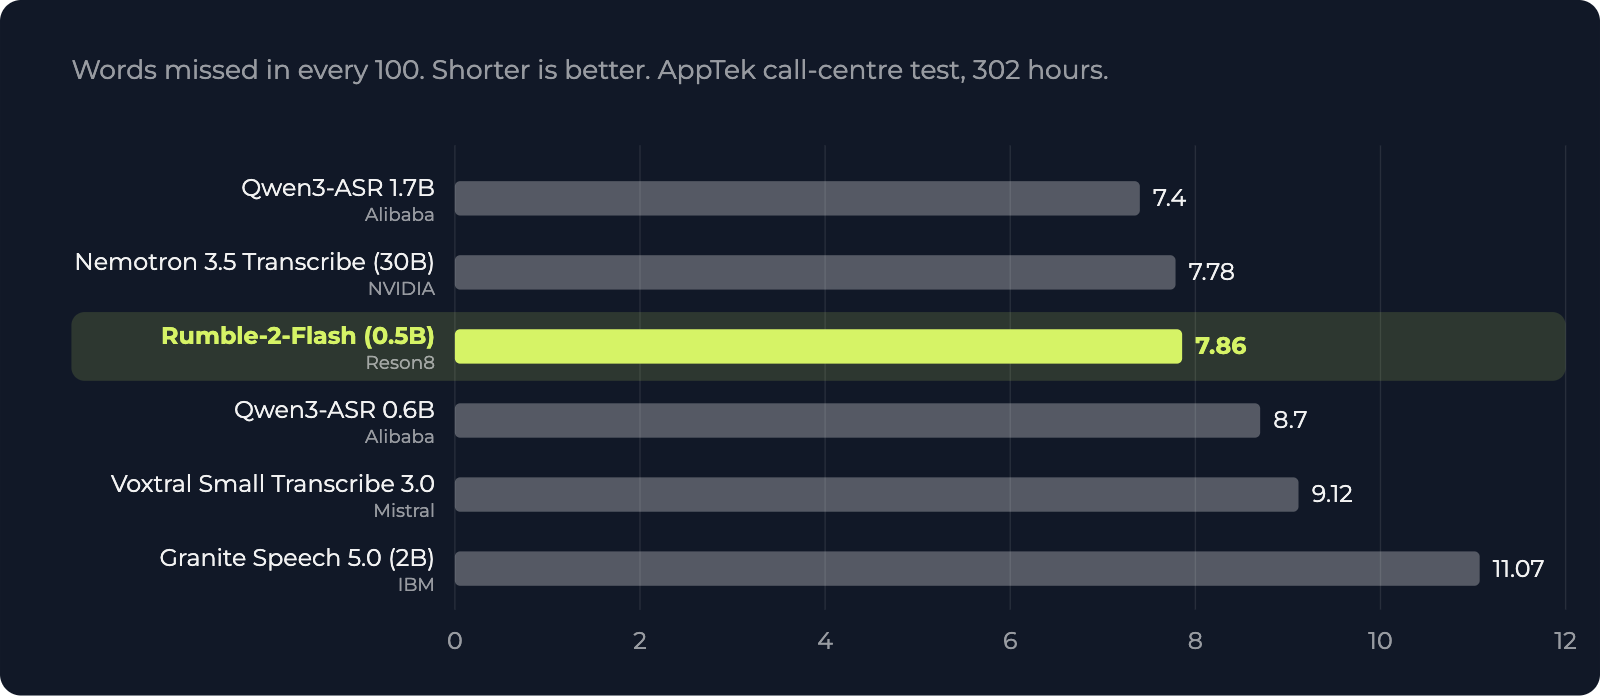 Words missed in every 100. Shorter is better. AppTek call-centre test, 302 hours.
Qwen3-ASR 1.7B
Alibaba
7.4
Nemotron 3.5 Transcribe (30B)
NVIDIA
7.78
Rumble-2-Flash (0.5B)
Reson8
7.86
Qwen3-ASR 0.6B
Alibaba
8.7
Voxtral Small Transcribe 3.0
Mistral
9.12
Granite Speech 5.0 (2B)
IBM
11.07
0 2 4 6 8 10 12